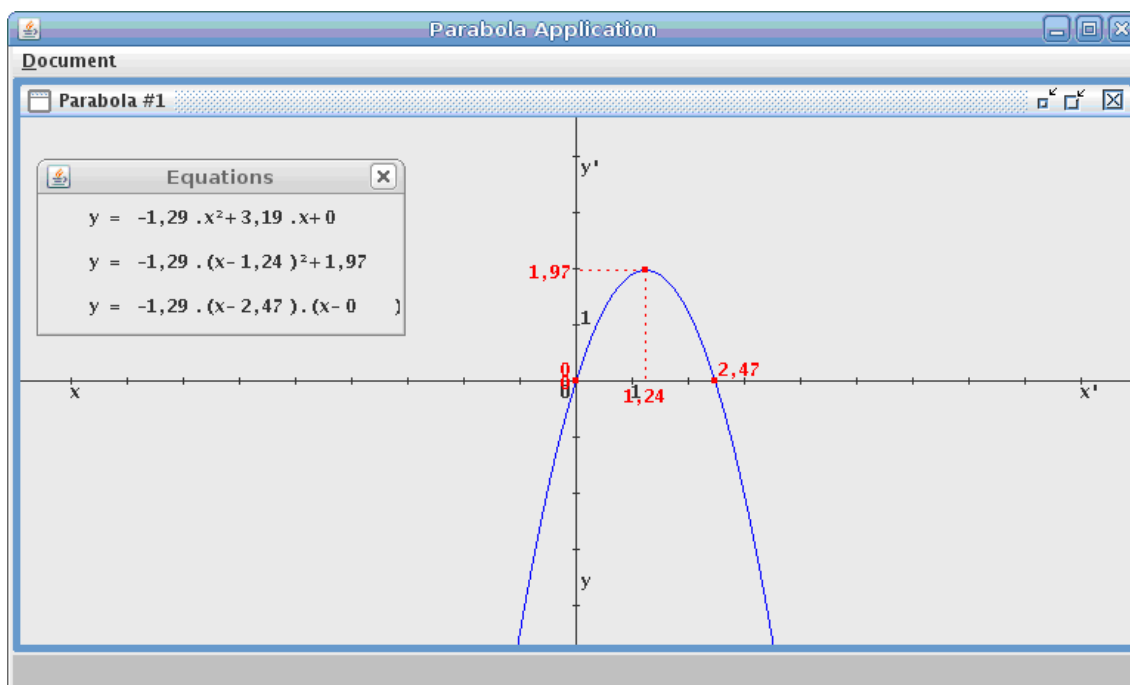 Parabola Application
Document
Parabola #1
Equations
y = -1,29 .x²+3,19 .x+0
y = -1,29 .(x-1,24 )²+1,97
y = -1,29 .(x-2,47 ).(x-0 )
y'
1,97
1
0
0
2,47
x
0
1
1,24
x'
y